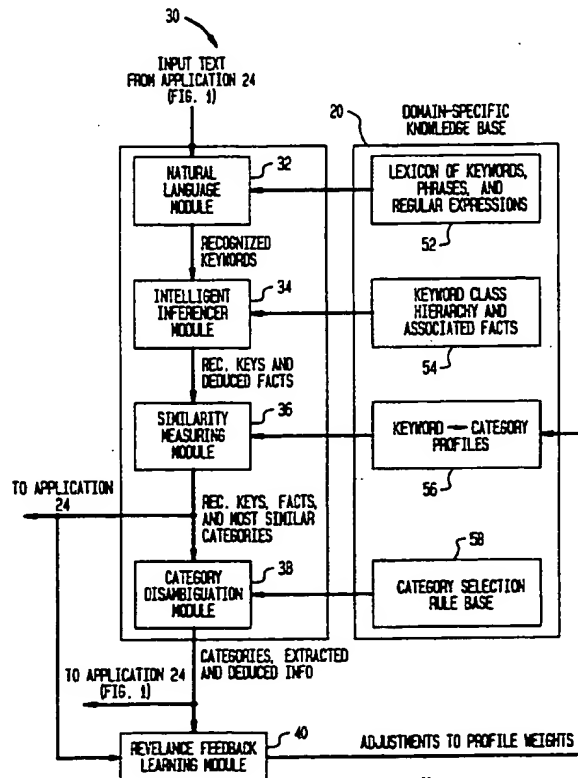 30
INPUT TEXT
FROM APPLICATION 24
(FIG. 1)
20
DOMAIN-SPECIFIC
KNOWLEDGE BASE
NATURAL
LANGUAGE
MODULE
32
LEXICON OF KEYWORDS,
PHRASES, AND
REGULAR EXPRESSIONS
52
RECOGNIZED
KEYWORDS
INTELLIGENT
INFERENCER
MODULE
34
KEYWORD CLASS
HIERARCHY AND
ASSOCIATED FACTS
54
REC. KEYS AND
DEDUCED FACTS
SIMILARITY
MEASURING
MODULE
36
KEYWORD → CATEGORY
PROFILES
56
TO APPLICATION
24
REC. KEYS, FACTS,
AND MOST SIMILAR
CATEGORIES
58
CATEGORY
DISAMBIGUATION
MODULE
38
CATEGORY SELECTION
RULE BASE
CATEGORIES, EXTRACTED
AND DEDUCED INFO
TO APPLICATION 24
(FIG. 1)
40
REVELANCE FEEDBACK
LEARNING MODULE
ADJUSTMENTS TO PROFILE WEIGHTS